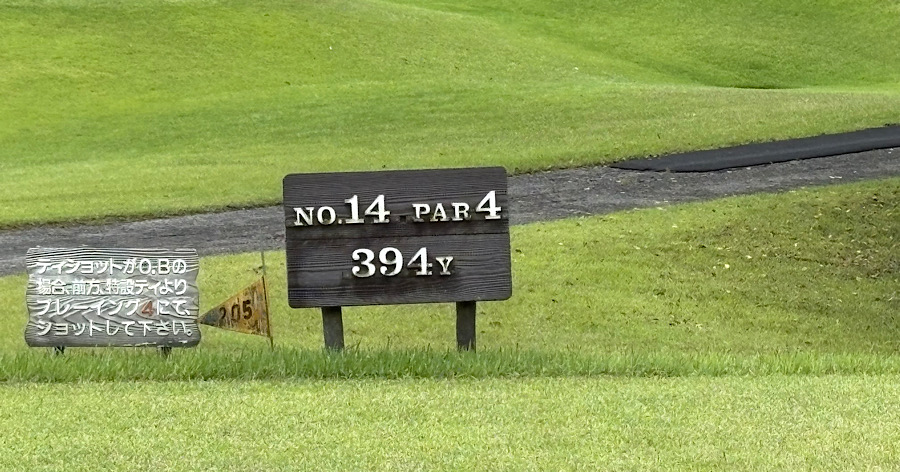 NO.14 PAR 4
394Y
ティショットがO.Bの
場合、前方、特設ティより
プレーイング4にて、
ショットして下さい。
205